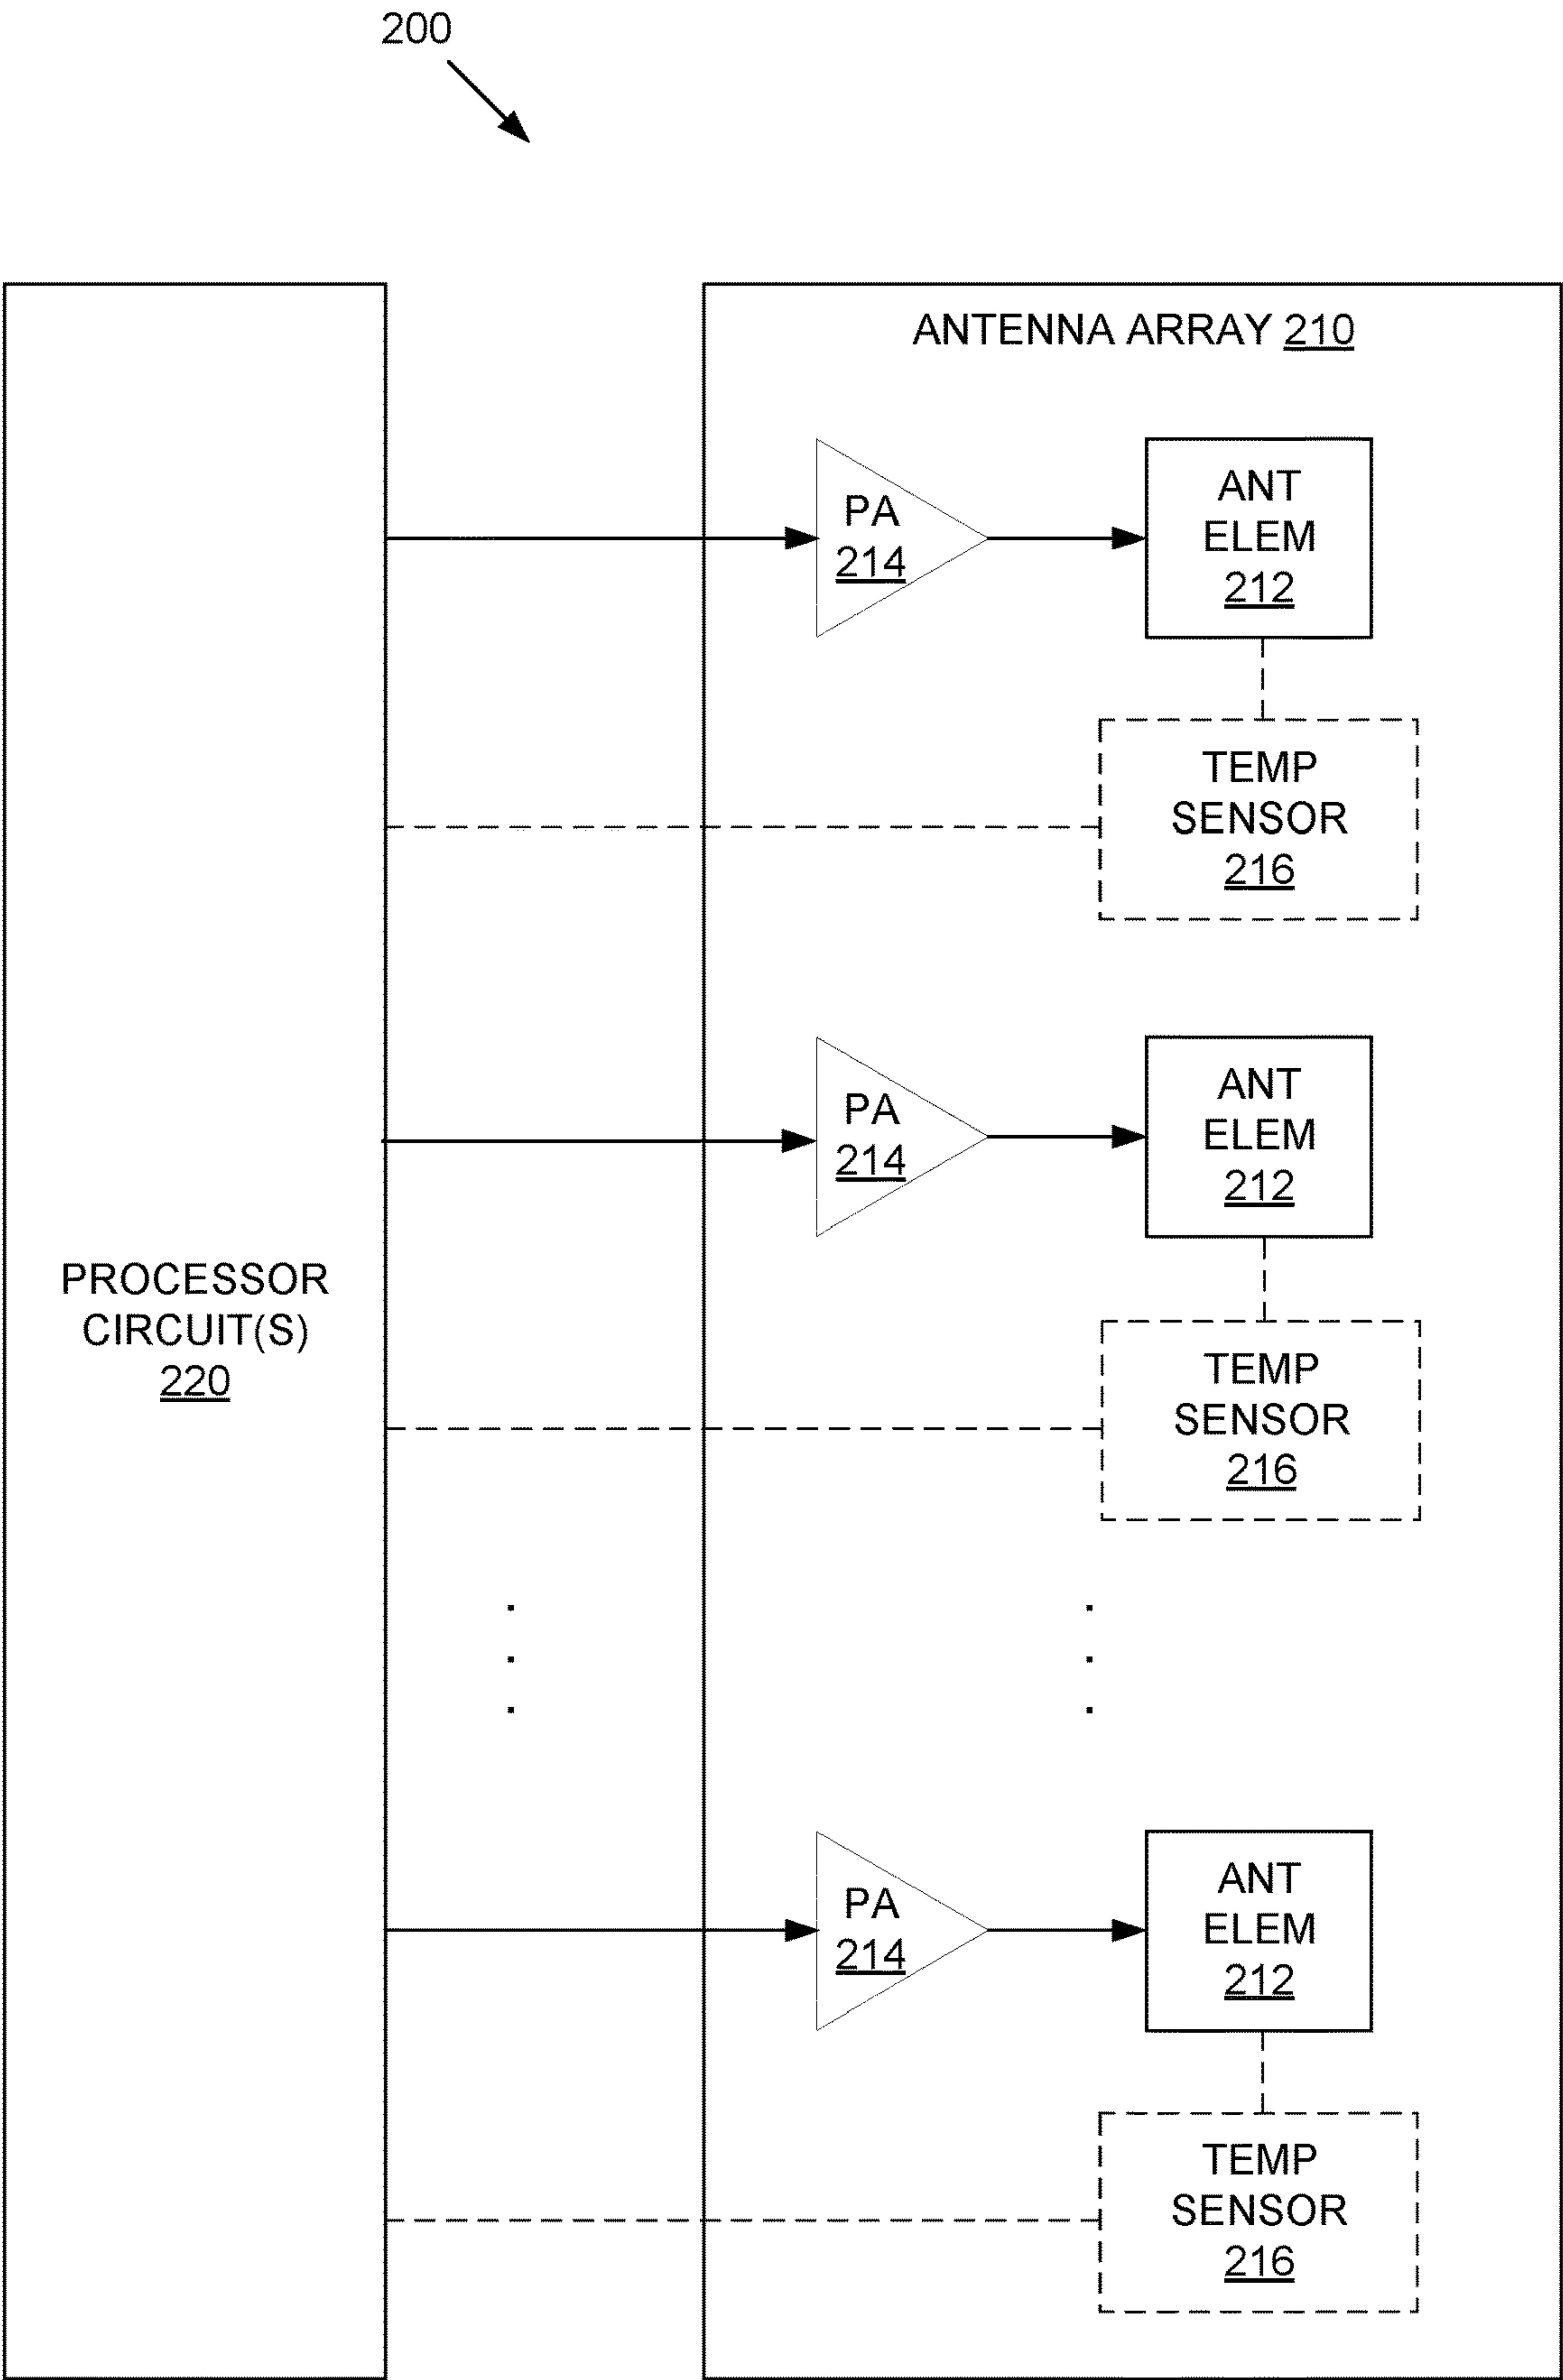 200
ANTENNA ARRAY 210
PA
214
ANT
ELEM
212
TEMP
SENSOR
216
PA
214
ANT
ELEM
212
PROCESSOR
CIRCUIT(S)
220
TEMP
SENSOR
216
PA
214
ANT
ELEM
212
TEMP
SENSOR
216